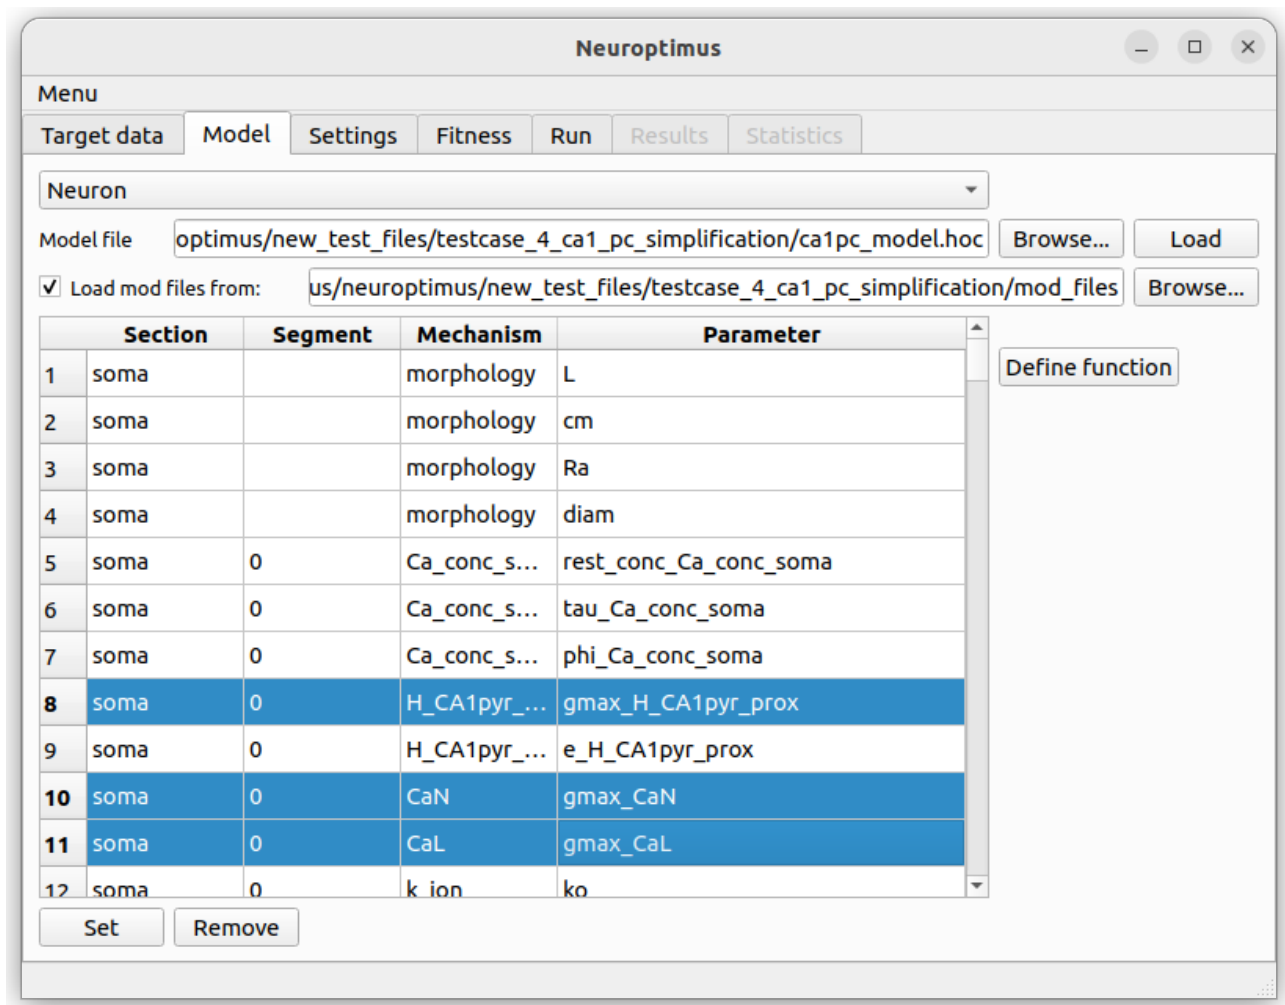 Neuroptimus
Menu
Target data Model Settings Fitness Run Results Statistics
Neuron
Model file optimus/new_test_files/testcase_4_ca1_pc_simplification/ca1pc_model.hoc Browse... Load
Load mod files from: us/neuroptimus/new_test_files/testcase_4_ca1_pc_simplification/mod_files Browse...
Section Segment Mechanism Parameter
Define function
1 soma morphology L
2 soma morphology cm
3 soma morphology Ra
4 soma morphology diam
5 soma 0 Ca_conc_s... rest_conc_Ca_conc_soma
6 soma 0 Ca_conc_s... tau_Ca_conc_soma
7 soma 0 Ca_conc_s... phi_Ca_conc_soma
8 soma 0 H_CA1pyr_... gmax_H_CA1pyr_prox
9 soma 0 H_CA1pyr_... e_H_CA1pyr_prox
10 soma 0 CaN gmax_CaN
11 soma 0 CaL gmax_CaL
12 soma 0 k_ion ko
Set Remove